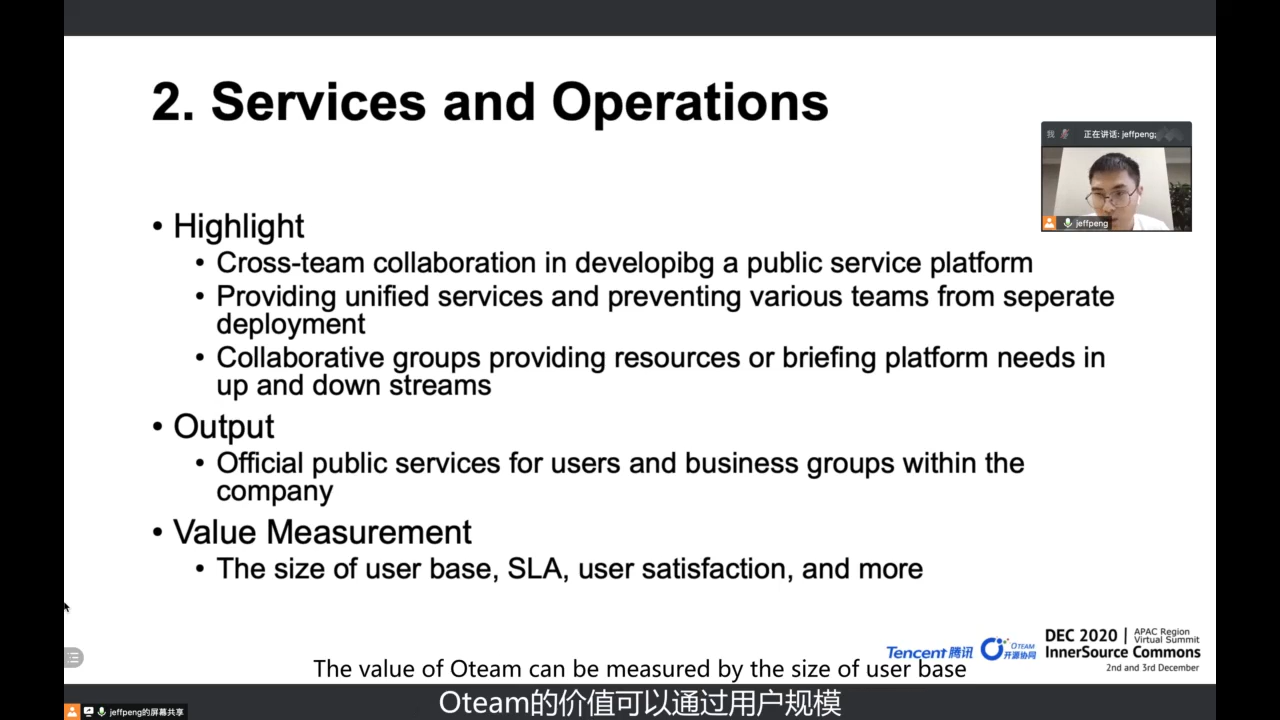 2. Services and Operations
我 正在讲话: jeffpeng;
jeffpeng
• Highlight
• Cross-team collaboration in developibg a public service platform
• Providing unified services and preventing various teams from seperate
deployment
• Collaborative groups providing resources or briefing platform needs in
up and down streams
• Output
• Official public services for users and business groups within the
company
• Value Measurement
• The size of user base, SLA, user satisfaction, and more
Tencent 腾讯
OTEAM
开源协同
DEC 2020 | APAC Region
Virtual Summit
InnerSource Commons
2nd and 3rd December
The value of Oteam can be measured by the size of user base
Oteam的价值可以通过用户规模
jeffpeng的屏幕共享